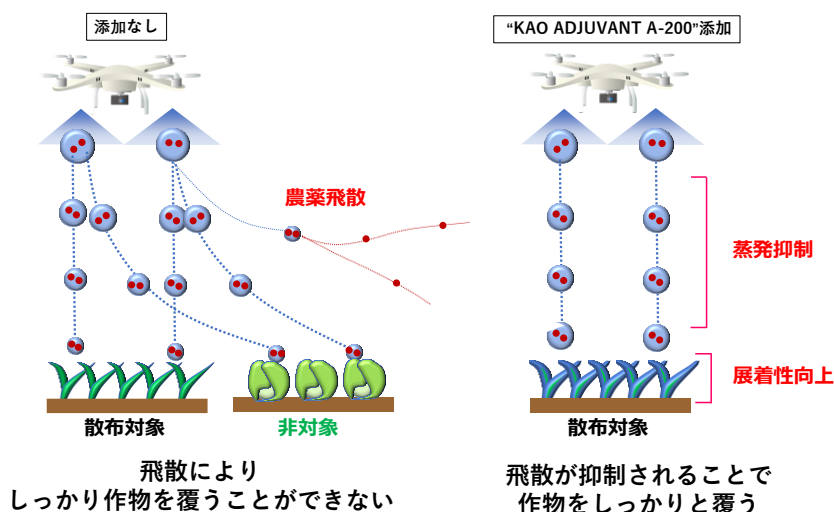 添加なし
“KAO ADJUVANT A-200”添加
農薬飛散
蒸発抑制
展着性向上
散布対象
非対象
散布対象
飛散により
しっかり作物を覆うことができない
飛散が抑制されることで
作物をしっかりと覆う